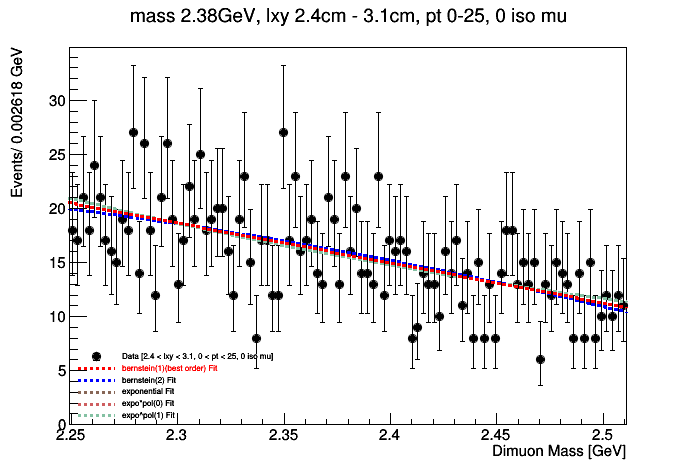 mass 2.38GeV, lxy 2.4cm - 3.1cm, pt 0-25, 0 iso mu
Events/ 0.002618 GeV
30
25
20
15
10
5
0
Data [2.4 < lxy < 3.1, 0 < pt < 25, 0 iso mu]
bernstein(1)(best order) Fit
bernstein(2) Fit
exponential Fit
expo*pol(0) Fit
expo^pol(1) Fit
2.25 2.3 2.35 2.4 2.45 2.5
Dimuon Mass [GeV]